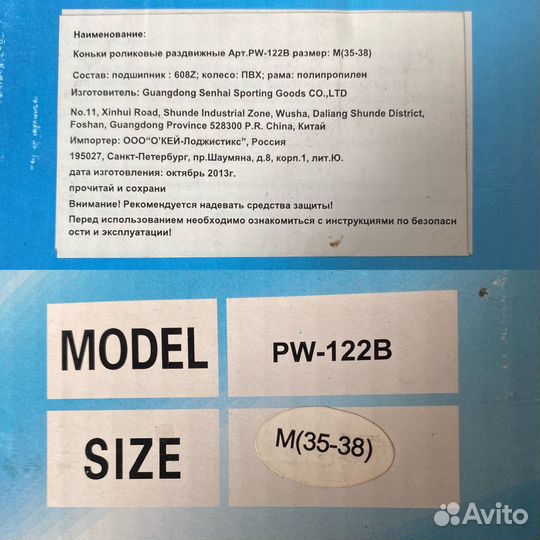 Наименование:
Коньки роликовые раздвижные Арт.PW-122B размер: M(35-38)
Состав: подшипник : 608Z; колесо: ПВХ; рама: полипропилен
Изготовитель: Guangdong Senhai Sporting Goods CO.,LTD
No.11, Xinhui Road, Shunde Industrial Zone, Wusha, Daliang Shunde District,
Foshan, Guangdong Province 528300 P.R. China, Китай
Импортер: ООО"О'КЕЙ-Лоджистикс", Россия
195027, Санкт-Петербург, пр.Шаумяна, д.8, корп.1, лит.Ю.
дата изготовления: октябрь 2013г.
прочитай и сохрани
Внимание! Рекомендуется надевать средства защиты!
Перед использованием необходимо ознакомиться с инструкциями по безопасн
ости и эксплуатации!
MODEL PW-122B
SIZE M(35-38)
Avito